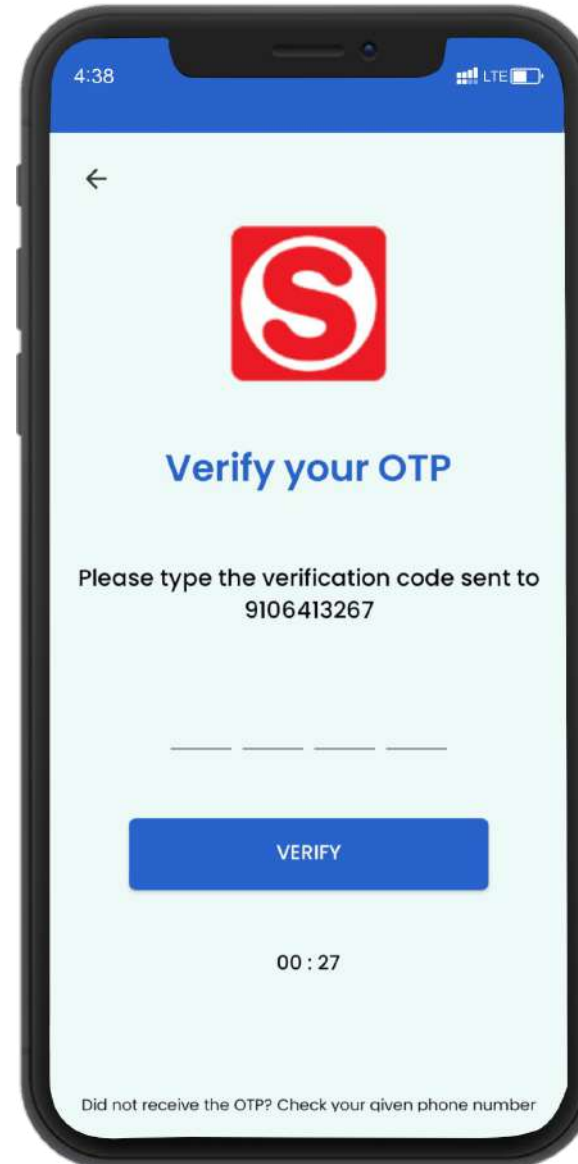 4:38
LTE
S
Verify your OTP
Please type the verification code sent to
9106413267
VERIFY
00 : 27
Did not receive the OTP? Check your given phone number